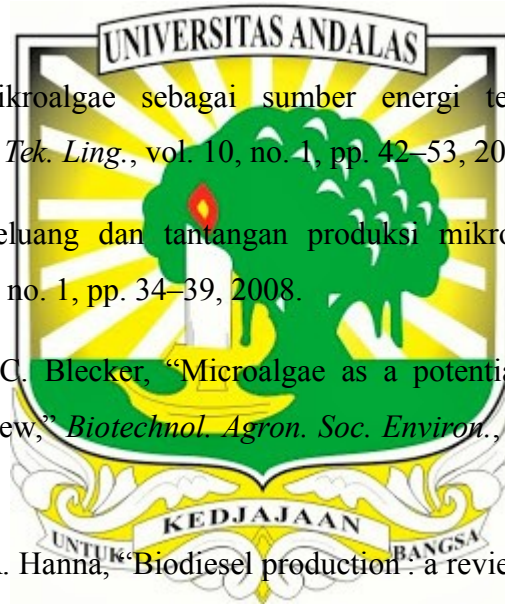 UNIVERSITAS ANDALAS
ikroalgae sebagai sumber energi te
Tek. Ling., vol. 10, no. 1, pp. 42–53, 20
eluang dan tantangan produksi mikro
no. 1, pp. 34–39, 2008.
C. Blecker, “Microalgae as a potentia
ew,” Biotechnol. Agron. Soc. Environ.,
UNTUK KEDJAJAAN BANGSA
. Hanna, “Biodiesel production : a revie